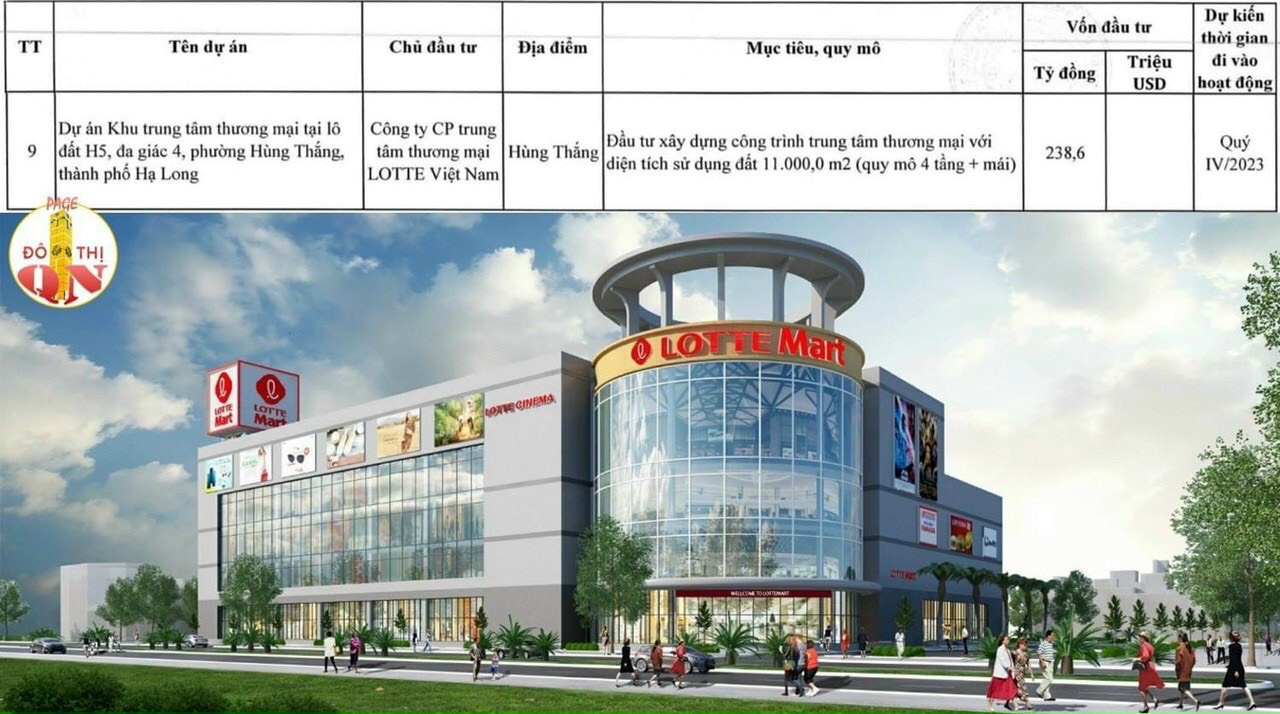 TT
Tên dự án
Chủ đầu tư
Địa điểm
Mục tiêu, quy mô
Vốn đầu tư
Tỷ đồng
Triệu
USD
Dự kiến
thời gian
đi vào
hoạt động
9
Dự án Khu trung tâm thương mại tại lô
đất H5, đa giác 4, phường Hùng Thắng,
thành phố Hạ Long
Công ty CP trung
tâm thương mại
LOTTE Việt Nam
Hùng Thắng
Đầu tư xây dựng công trình trung tâm thương mại với
diện tích sử dụng đất 11.000,0 m2 (quy mô 4 tầng + mái)
238,6
Quý
IV/2023
PAGE
ĐÔ THỊ
QN
LOTTE Mart
LOTTE
Mart
LOTTE
Mart
LOTTE CINEMA
LOTTE MART
WELLCOME TO LOTTEMART